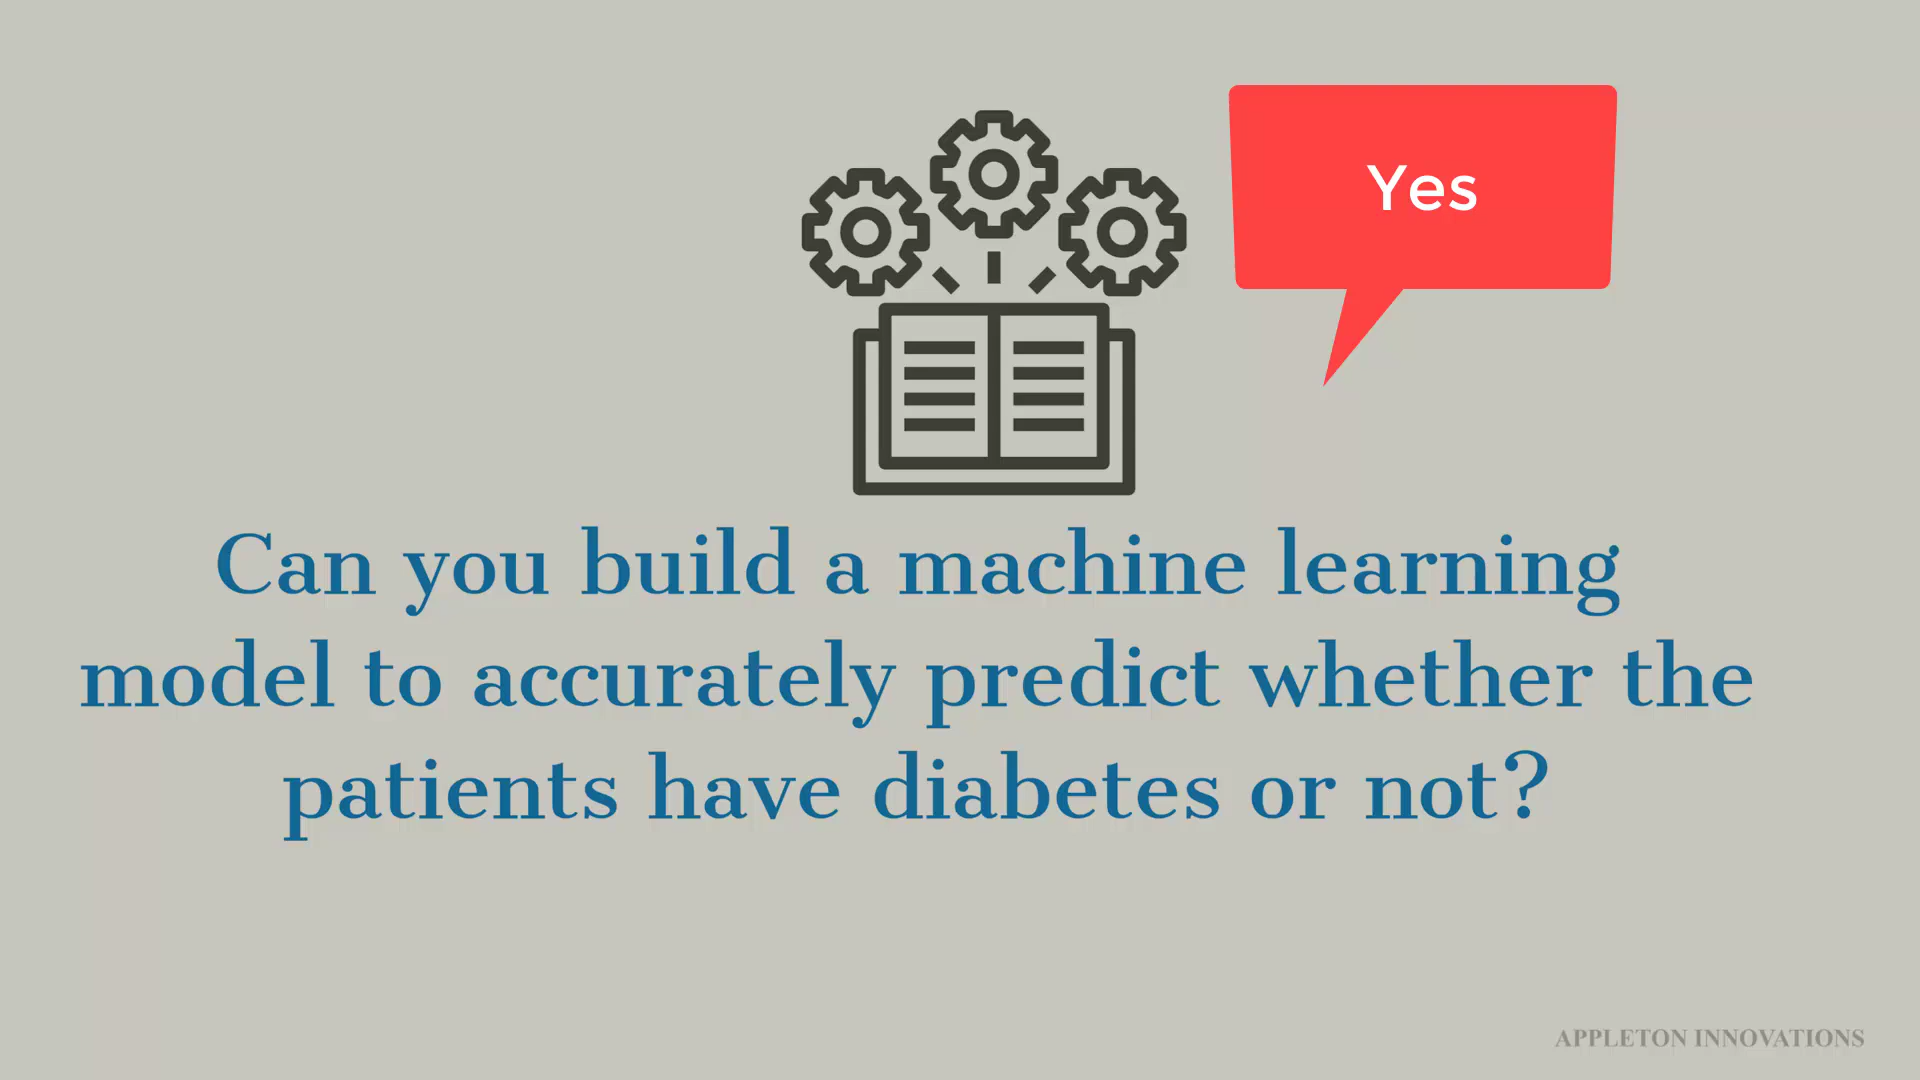 Yes
Can you build a machine learning
model to accurately predict whether the
patients have diabetes or not?
APPLETON INNOVATIONS